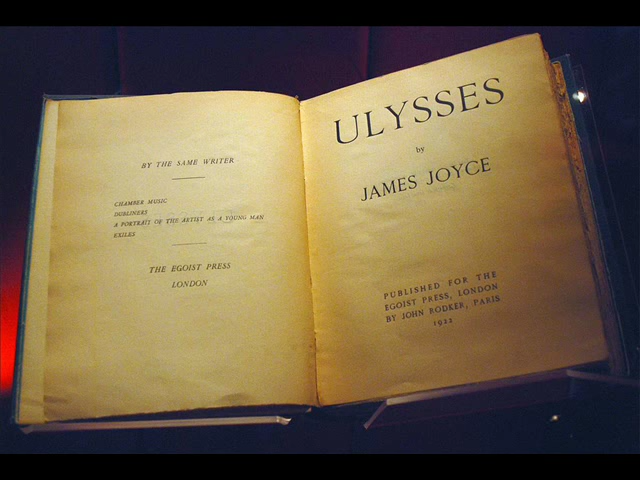 BY THE SAME WRITER
CHAMBER MUSIC
DUBLINERS
A PORTRAIT OF THE ARTIST AS A YOUNG MAN
EXILES
THE EGOIST PRESS
LONDON
ULYSSES
by
JAMES JOYCE
PUBLISHED FOR THE
EGOIST PRESS, LONDON
BY JOHN RODKER, PARIS
1922